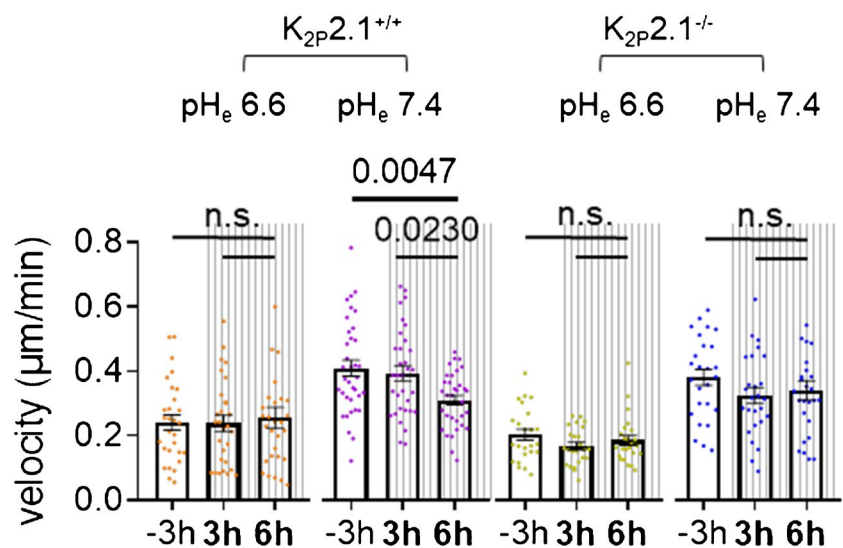 K2P2.1+/+ K2P2.1-/-
pHe 6.6 pHe 7.4 pHe 6.6 pHe 7.4
0.0047
n.s. 0.0230 n.s. n.s.
velocity (μm/min)
0.8
0.6
0.4
0.2
0.0
-3h 3h 6h -3h 3h 6h -3h 3h 6h -3h 3h 6h